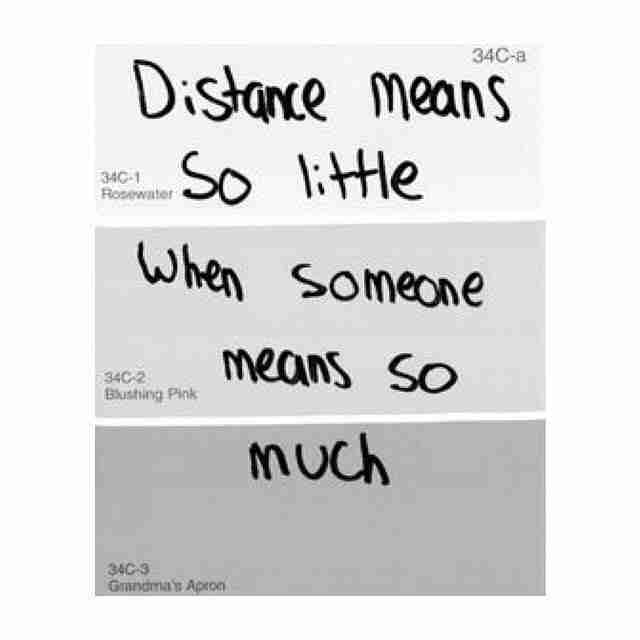 34C-a
Distance means
34C-1
Rosewater
So little
When someone
means so
34C-2
Blushing Pink
much
34C-3
Grandma's Apron